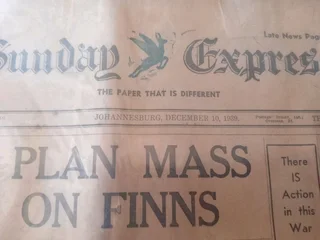 Late News Pag
Sunday Expres
THE PAPER THAT IS DIFFERENT
JOHANNESBURG, DECEMBER 10, 1939.
PLAN MASS
ON FINNS
There
IS
Action
in this
War